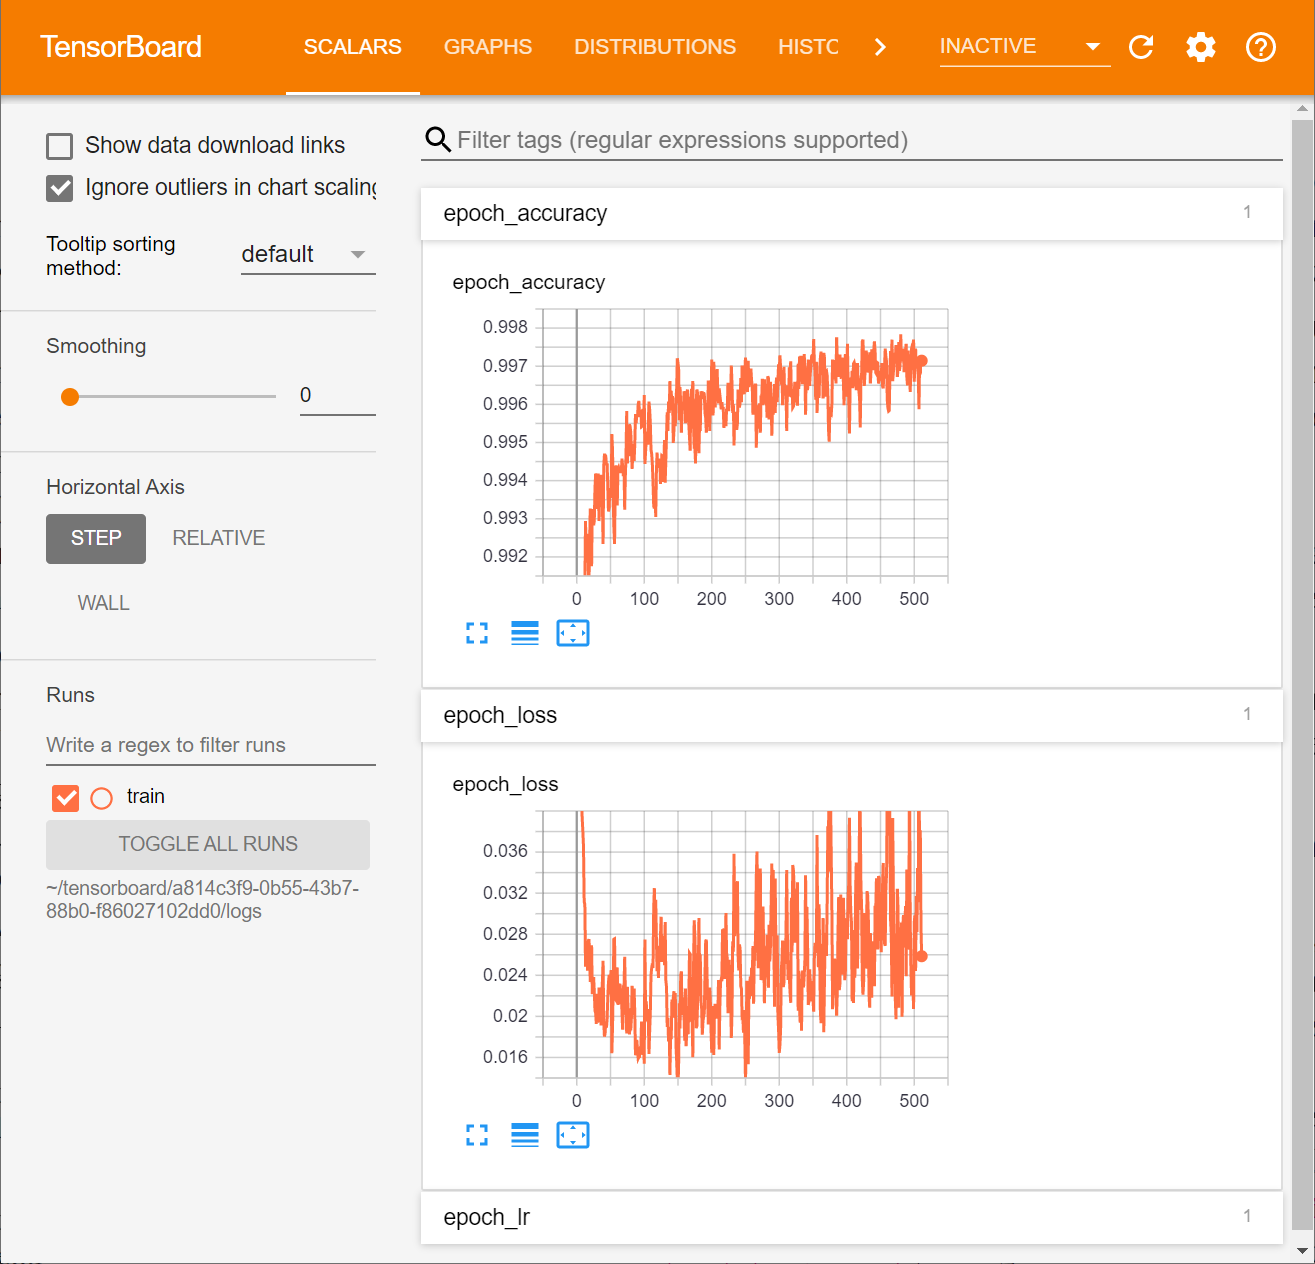 TensorBoard
SCALARS GRAPHS DISTRIBUTIONS HISTC
INACTIVE
Show data download links
Ignore outliers in chart scaling
Tooltip sorting
method:
default
Smoothing
0
Horizontal Axis
STEP RELATIVE
WALL
Runs
Write a regex to filter runs
train
TOGGLE ALL RUNS
~/tensorboard/a814c3f9-0b55-43b7-
88b0-f86027102dd0/logs
Filter tags (regular expressions supported)
epoch_accuracy 1
epoch_accuracy
0.998
0.997
0.996
0.995
0.994
0.993
0.992
0 100 200 300 400 500
epoch_loss 1
epoch_loss
0.036
0.032
0.028
0.024
0.02
0.016
0 100 200 300 400 500
epoch_lr 1